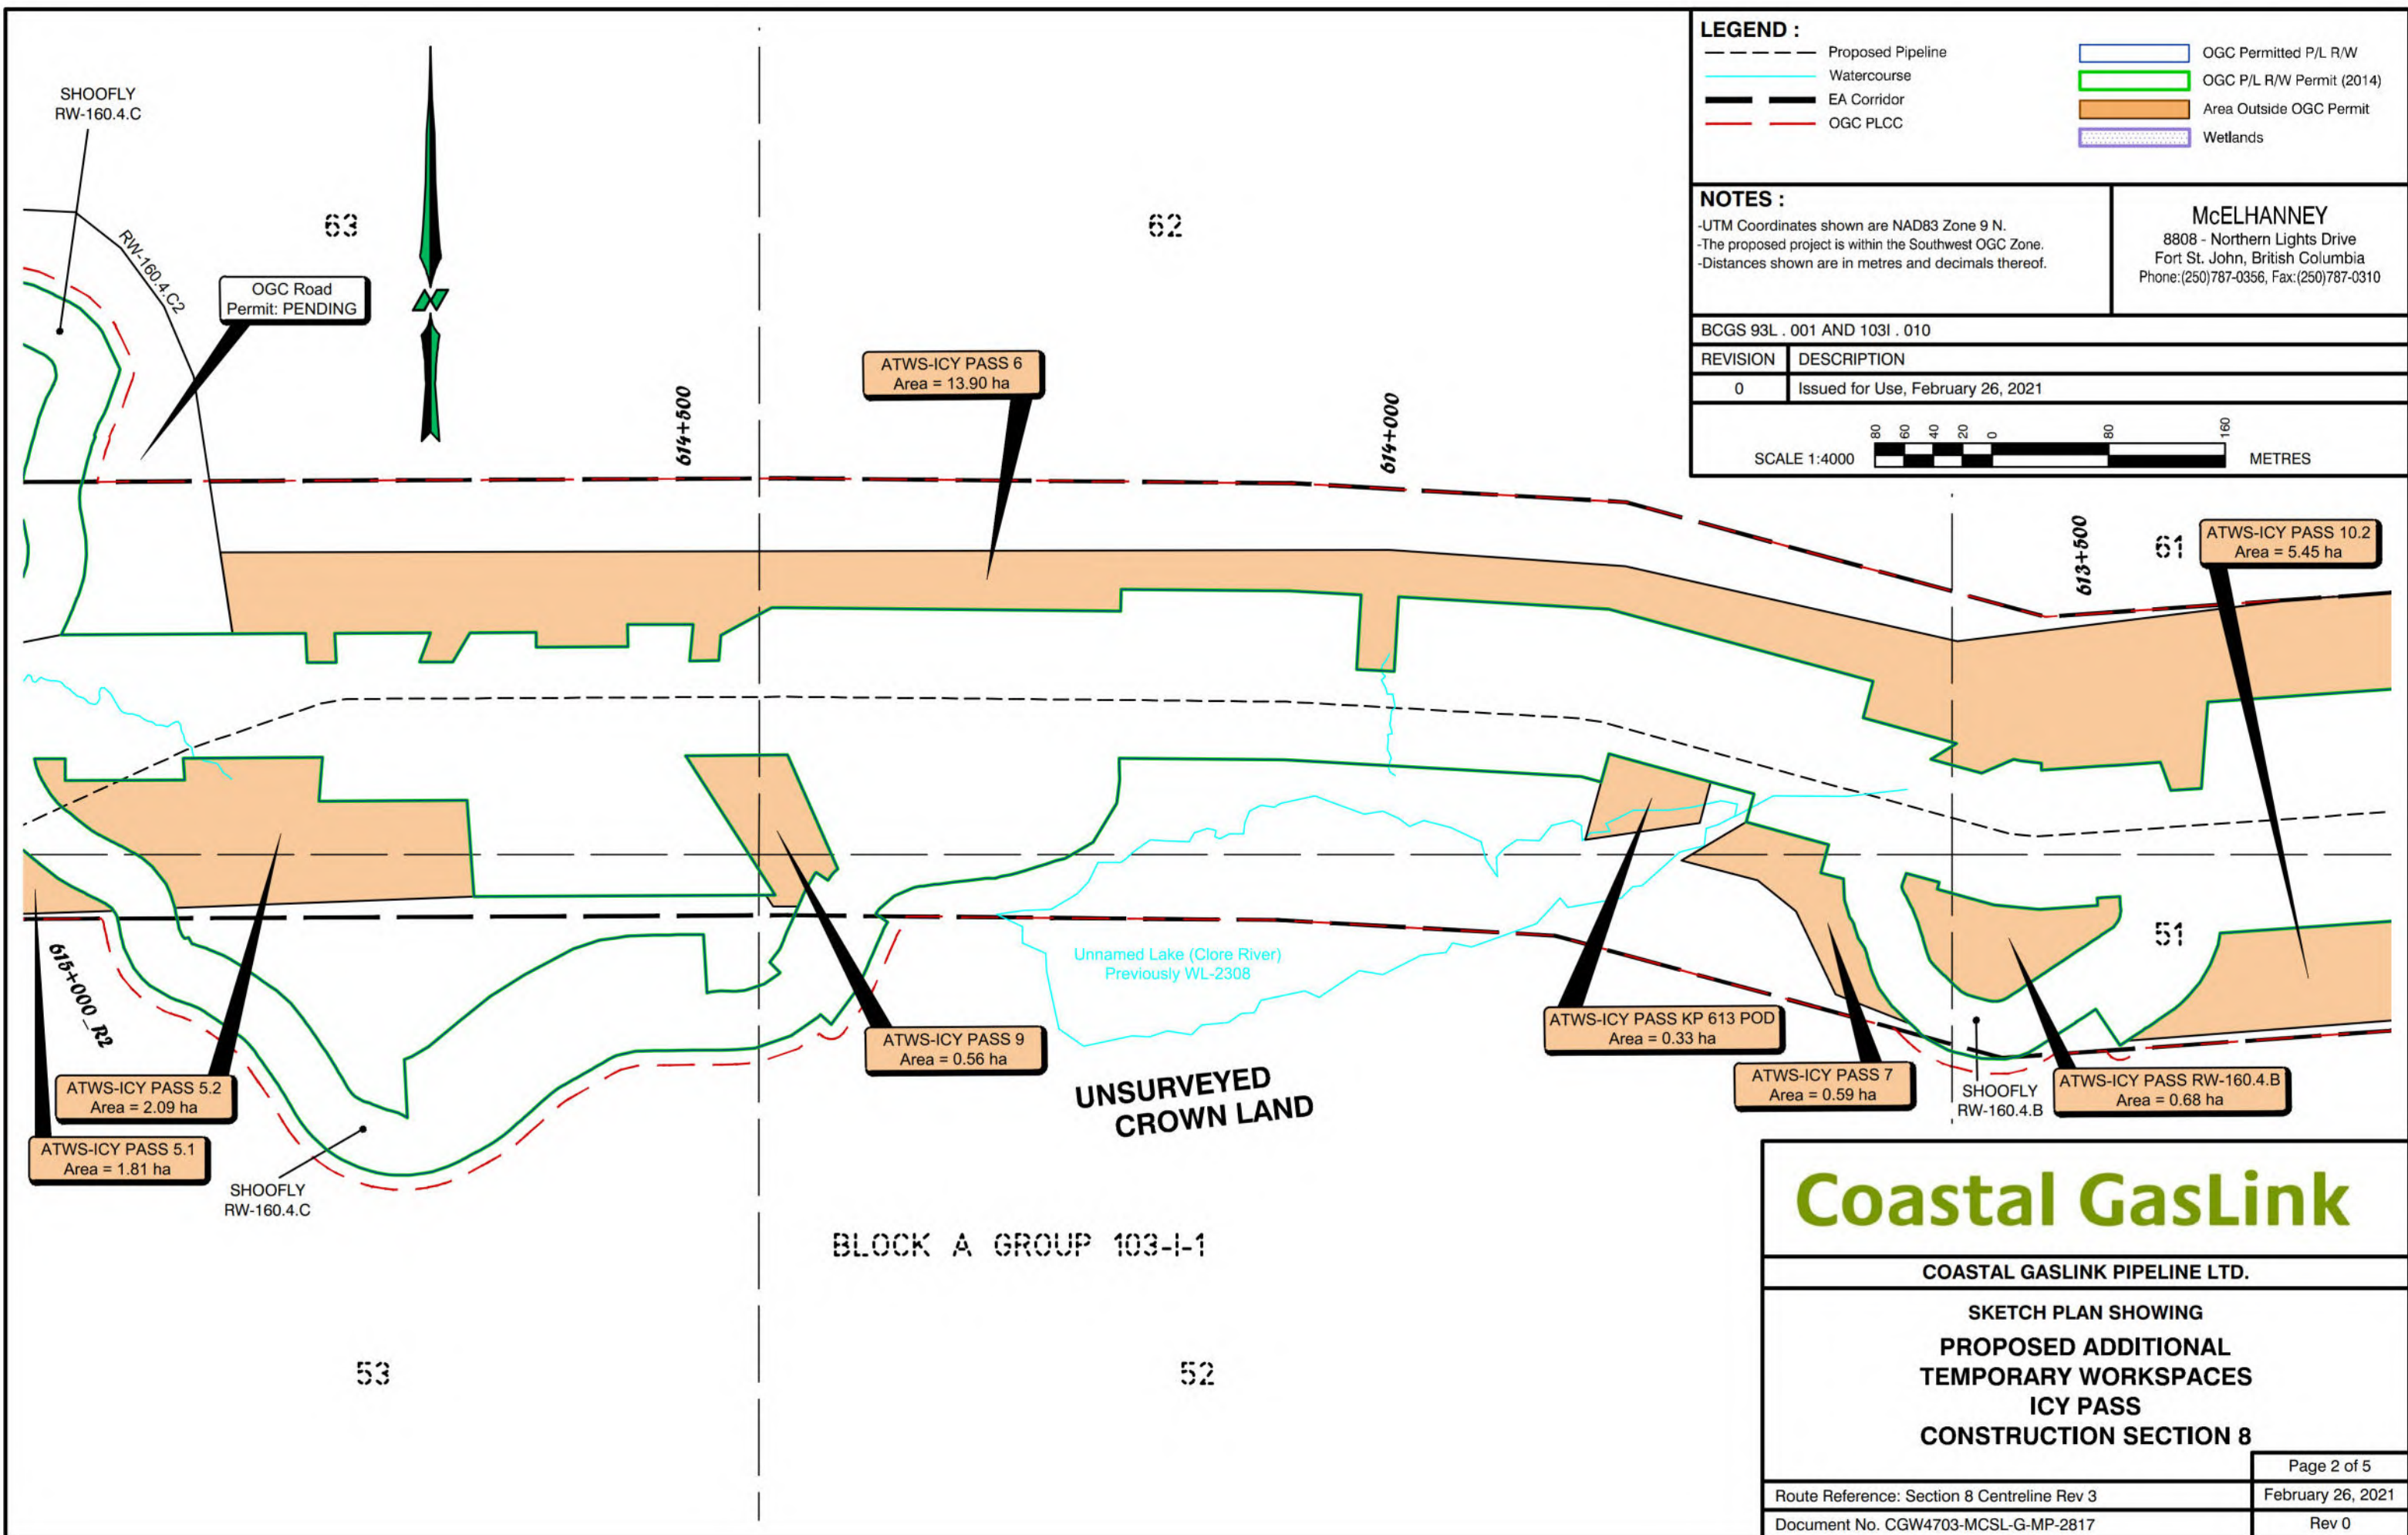 LEGEND :
Proposed Pipeline
Watercourse
EA Corridor
OGC PLCC
OGC Permitted P/L R/W
OGC P/L R/W Permit (2014)
Area Outside OGC Permit
Wetlands
NOTES :
-UTM Coordinates shown are NAD83 Zone 9 N.
-The proposed project is within the Southwest OGC Zone.
-Distances shown are in metres and decimals thereof.
McELHANNEY
8808 - Northern Lights Drive
Fort St. John, British Columbia
Phone:(250)787-0356, Fax:(250)787-0310
BCGS 93L . 001 AND 103I . 010
REVISION DESCRIPTION
0 Issued for Use, February 26, 2021
SCALE 1:4000
80 60 40 20 0 80 160
METRES
SHOOFLY
RW-160.4.C
RW-160.4.C2
63
62
OGC Road
Permit: PENDING
N
ATWS-ICY PASS 6
Area = 13.90 ha
614+500
614+000
613+500
61
ATWS-ICY PASS 10.2
Area = 5.45 ha
51
615+000_R2
Unnamed Lake (Clore River)
Previously WL-2308
ATWS-ICY PASS 5.2
Area = 2.09 ha
ATWS-ICY PASS 5.1
Area = 1.81 ha
SHOOFLY
RW-160.4.C
ATWS-ICY PASS 9
Area = 0.56 ha
UNSURVEYED
CROWN LAND
ATWS-ICY PASS KP 613 POD
Area = 0.33 ha
ATWS-ICY PASS 7
Area = 0.59 ha
SHOOFLY
RW-160.4.B
ATWS-ICY PASS RW-160.4.B
Area = 0.68 ha
BLOCK A GROUP 103-I-1
53
52
Coastal GasLink
COASTAL GASLINK PIPELINE LTD.
SKETCH PLAN SHOWING
PROPOSED ADDITIONAL
TEMPORARY WORKSPACES
ICY PASS
CONSTRUCTION SECTION 8
Page 2 of 5
Route Reference: Section 8 Centreline Rev 3
February 26, 2021
Document No. CGW4703-MCSL-G-MP-2817
Rev 0